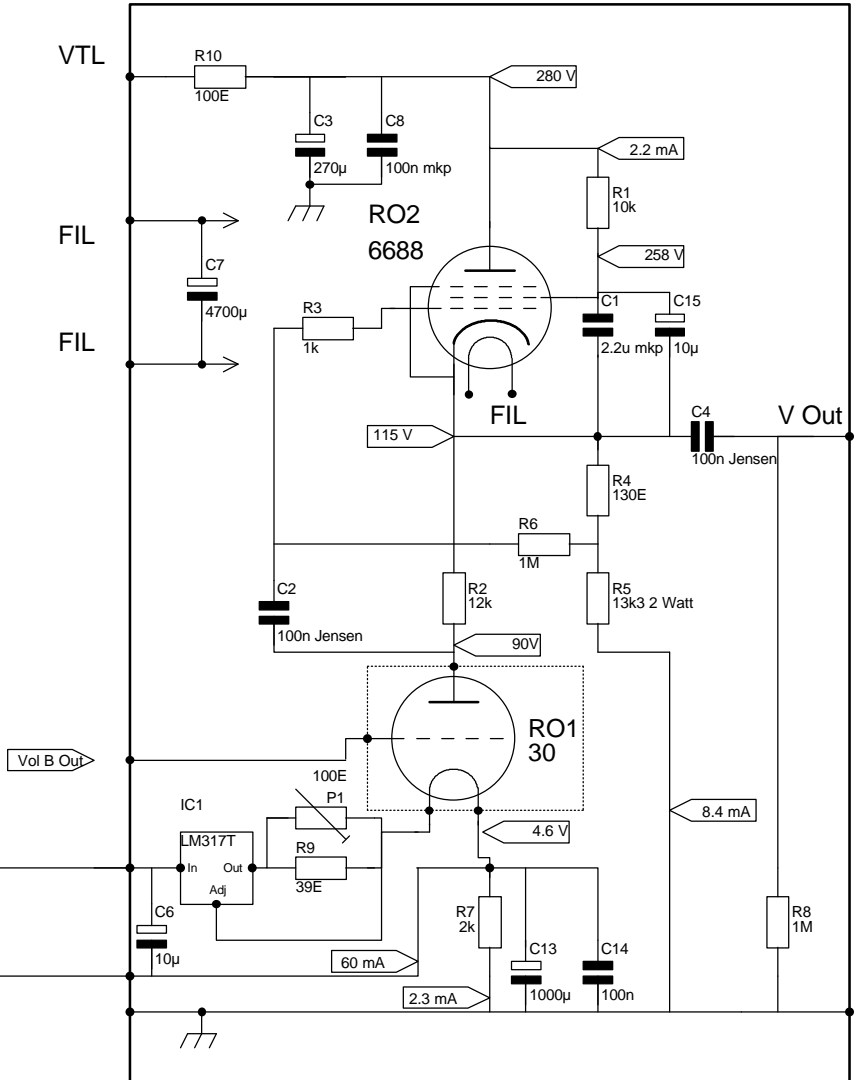 VTL
R10
100E
280 V
C3
270µ
C8
100n mkp
2.2 mA
R1
10k
RO2
6688
FIL
258 V
C7
4700µ
R3
1k
C1
2.2u mkp
C15
10µ
FIL
FIL
115 V
C4
100n Jensen
V Out
R4
130E
R6
1M
C2
100n Jensen
R2
12k
R5
13k3 2 Watt
90V
RO1
30
Vol B Out
100E
P1
IC1
LM317T
In
Out
Adj
R9
39E
4.6 V
8.4 mA
C6
10µ
R7
2k
R8
1M
60 mA
C13
1000µ
C14
100n
2.3 mA